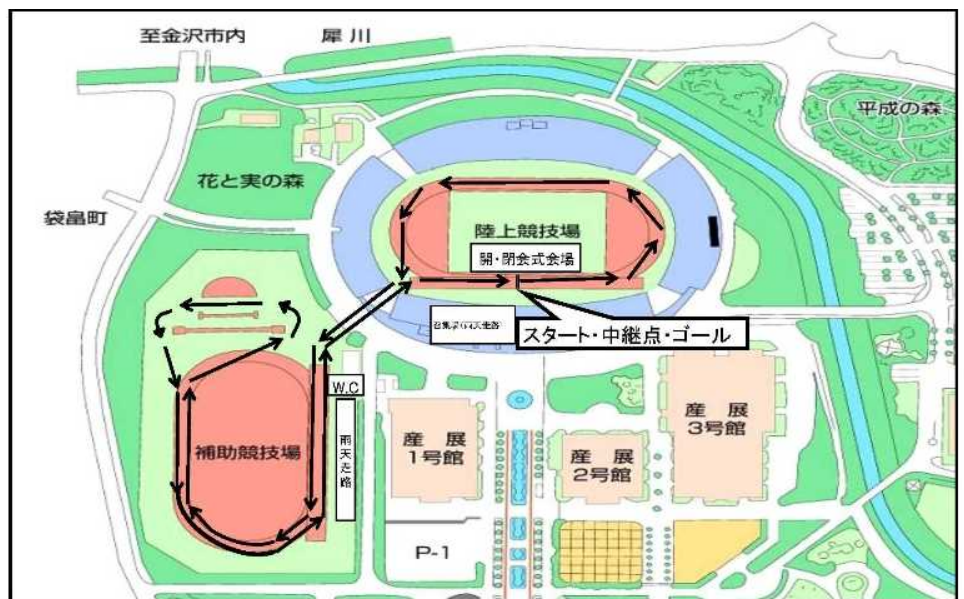 至金沢市内
犀川
平成の森
花と実の森
袋畠町
陸上競技場
開・閉会式会場
スタート・中継点・ゴール
W.C
雨天走路
補助競技場
産展
1号館
産展
2号館
産展
3号館
P-1